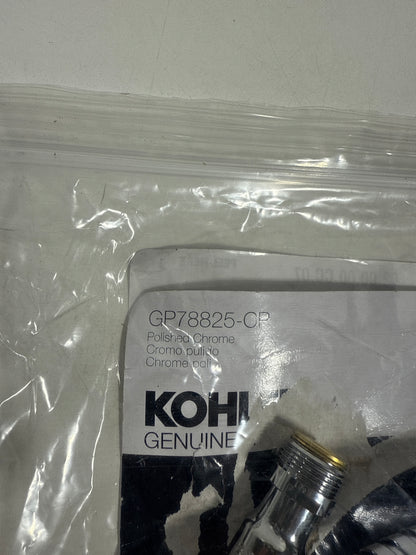 GP78825-CP
Polished Chrome
Cromo pulido
Chrome poli
KOHL
GENUINE